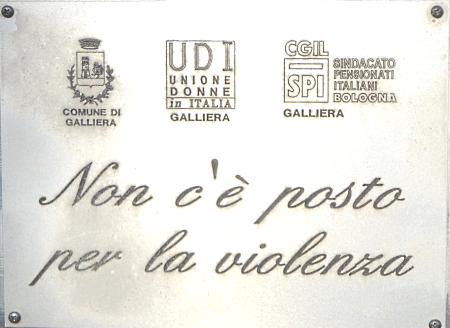 COMUNE DI
GALLIERA
UDI
UNIONE
DONNE
in ITALIA
GALLIERA
CGIL
SPI
SINDACATO
PENSIONATI
ITALIANI
BOLOGNA
GALLIERA
Non c'è posto
per la violenza